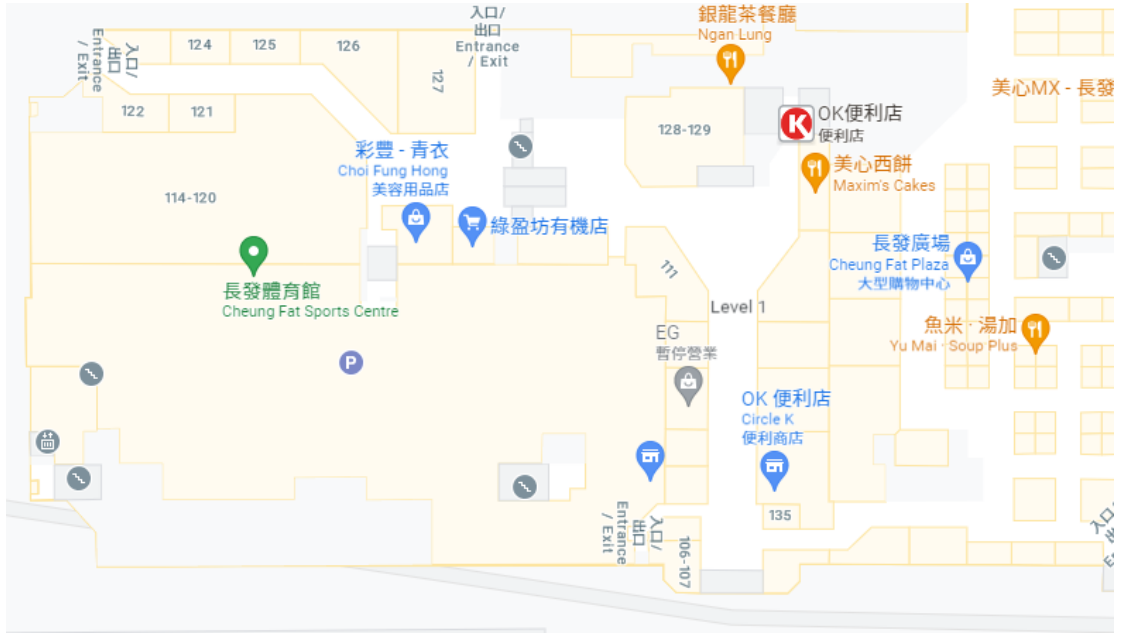 入口/
出口
Entrance
/ Exit
銀龍茶餐廳
Ngan Lung
入口/
出口
Entrance
/ Exit
124
125
126
127
美心MX - 長發
122
121
128-129
OK便利店
便利店
彩豐 - 青衣
Choi Fung Hong
美容用品店
美心西餅
Maxim's Cakes
114-120
綠盈坊有機店
長發廣場
Cheung Fat Plaza
大型購物中心
111
長發體育館
Cheung Fat Sports Centre
Level 1
魚米 · 湯加
Yu Mai · Soup Plus
EG
暫停營業
P
OK 便利店
Circle K
便利商店
135
入口/
出口
Entrance
/ Exit
106-107
入口/
出